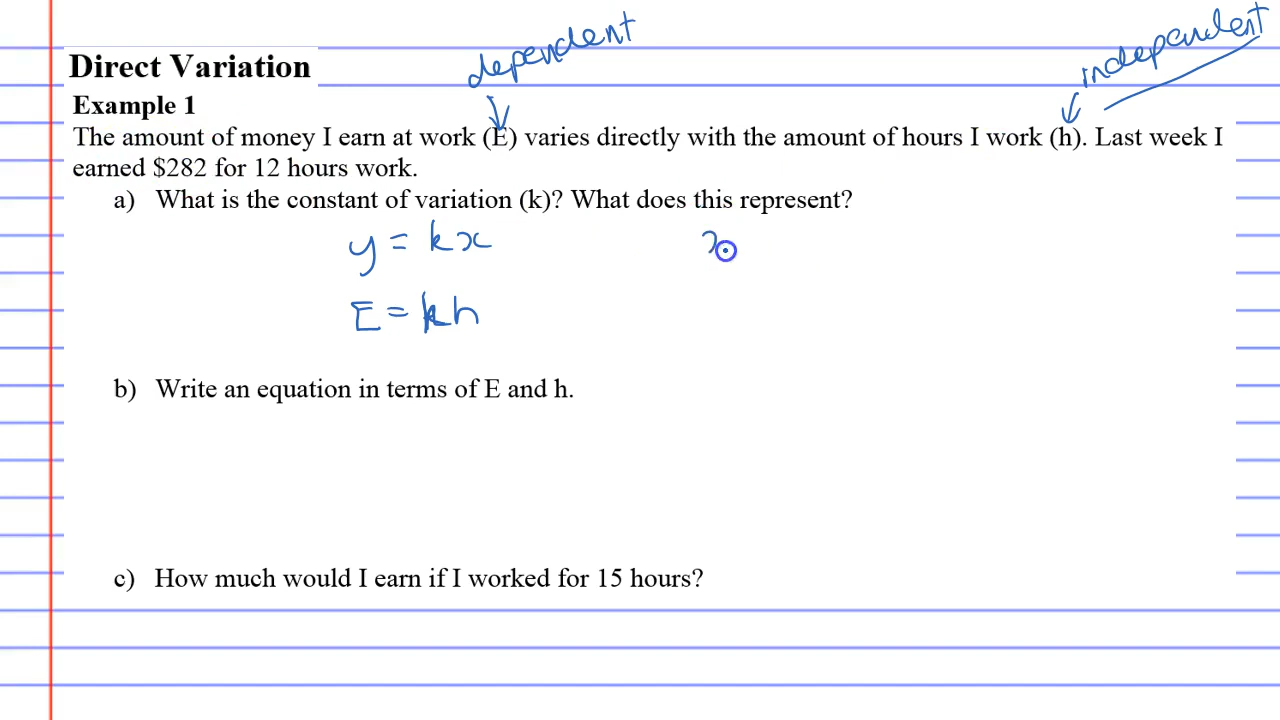 dependent
independent
Direct Variation
Example 1
The amount of money I earn at work (E) varies directly with the amount of hours I work (h). Last week I
earned $282 for 12 hours work.
a) What is the constant of variation (k)? What does this represent?
y = kx
E = kh
b) Write an equation in terms of E and h.
c) How much would I earn if I worked for 15 hours?